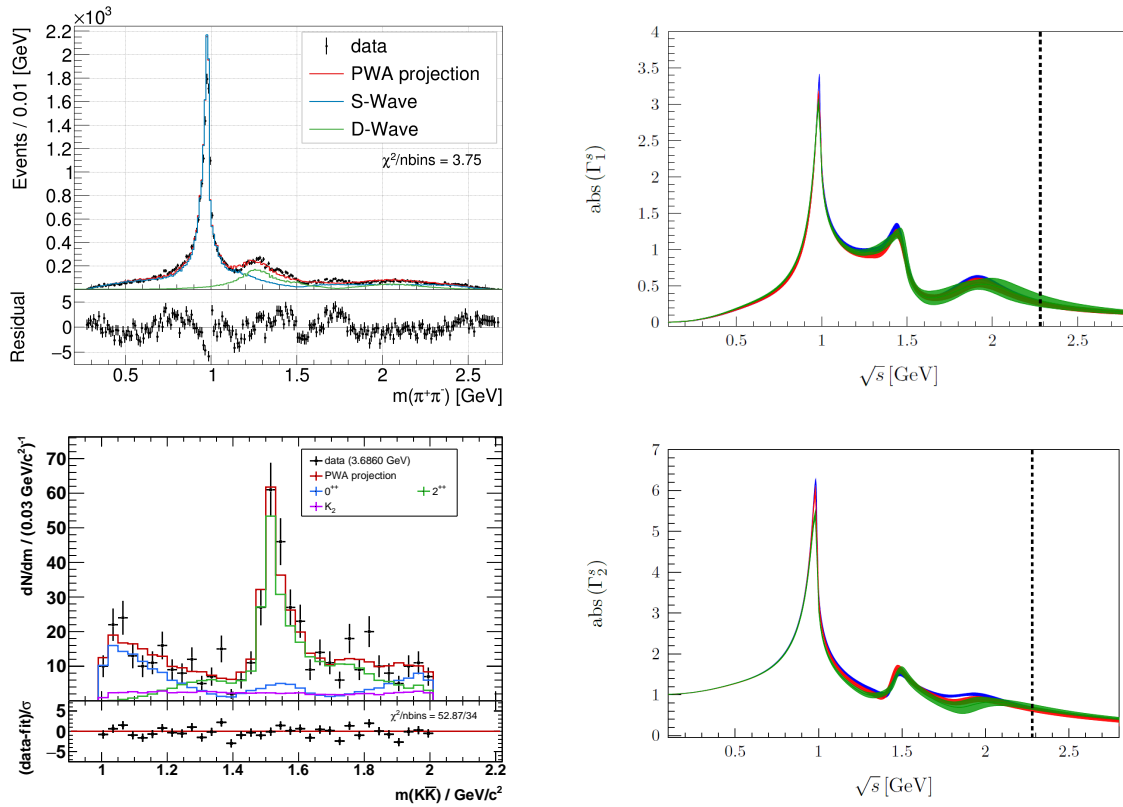 ×10³
Events / 0.01 [GeV]
2.2
2
1.8
1.6
1.4
1.2
1
0.8
0.6
0.4
0.2
data
PWA projection
S-Wave
D-Wave
χ²/nbins = 3.75
Residual
5
0
−5
0.5 1.0 1.5 2.0 2.5
m(π⁺π⁻) [GeV]
abs (Γ₁ˢ)
4
3.5
3
2.5
2
1.5
1
0.5
0
0.5 1 1.5 2 2.5
√s [GeV]
dN/dm / (0.03 GeV/c²)⁻¹
70
60
50
40
30
20
10
data (3.6860 GeV)
PWA projection
0⁺⁺ 2⁺⁺
K₂
(data-fit)/σ
5
0
−5
χ²/nbins = 52.87/34
1 1.2 1.4 1.6 1.8 2 2.2
m(KK̅) / GeV/c²
abs (Γ₂ˢ)
7
6
5
4
3
2
1
0
0.5 1 1.5 2 2.5
√s [GeV]